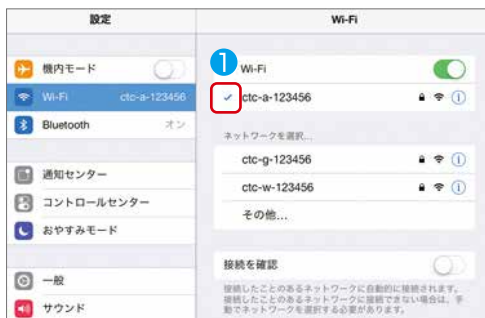 設定
機内モード
Wi-Fi ctc-a-123456
Bluetooth オン
通知センター
コントロールセンター
おやすみモード
一般
サウンド
Wi-Fi
1 Wi-Fi
ctc-a-123456
ネットワークを選択...
ctc-g-123456
ctc-w-123456
その他...
接続を確認
接続したことのあるネットワークに自動的に接続されます。
接続したことのあるネットワークに接続できない場合は、手
動でネットワークを選択する必要があります。